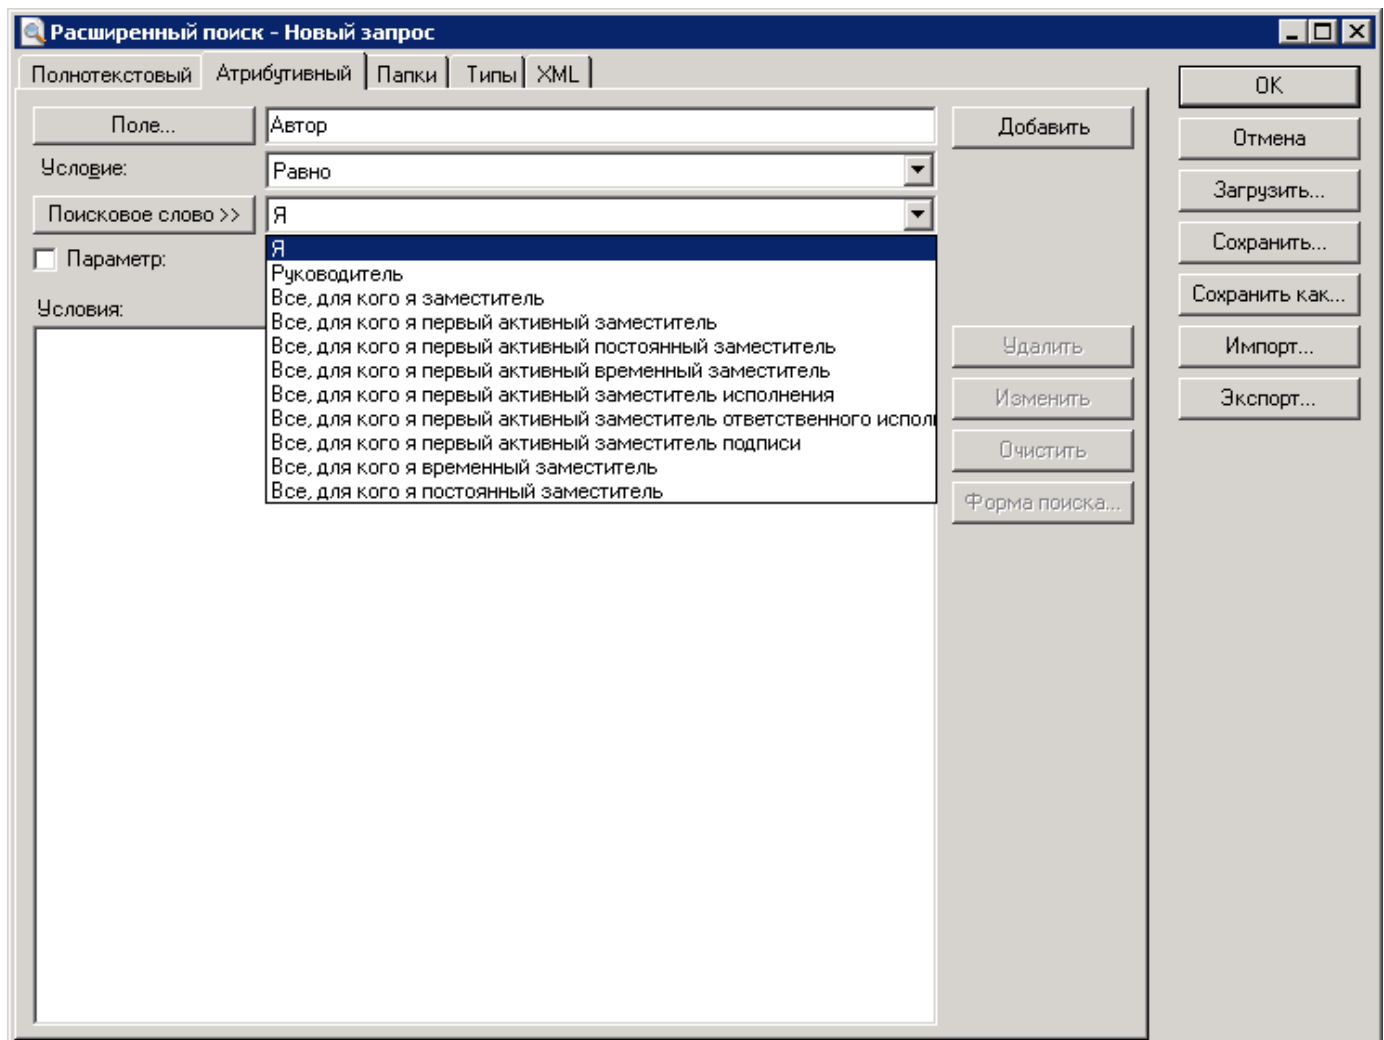 Расширенный поиск - Новый запрос
Полнотекстовый Атрибутивный Папки Типы XML
OK
Поле... Автор Добавить
Отмена
Условие: Равно
Загрузить...
Поисковое слово >> Я
Сохранить...
Параметр:
Я
Руководитель
Все, для кого я заместитель
Сохранить как...
Условия:
Все, для кого я первый активный заместитель
Все, для кого я первый активный постоянный заместитель
Удалить
Импорт...
Все, для кого я первый активный временный заместитель
Все, для кого я первый активный заместитель исполнения
Изменить
Экспорт...
Все, для кого я первый активный заместитель ответственного испол
Все, для кого я первый активный заместитель подписи
Очистить
Все, для кого я временный заместитель
Все, для кого я постоянный заместитель
Форма поиска...